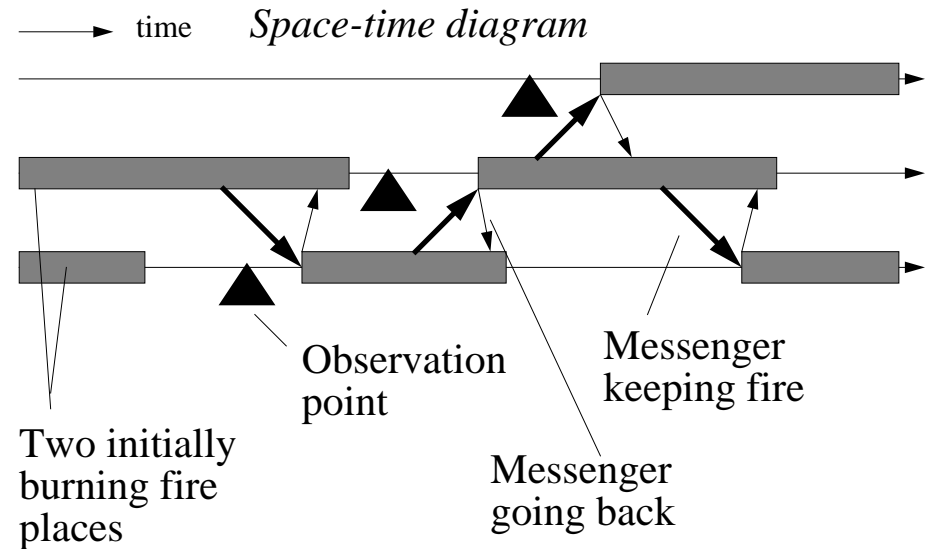 time
Space-time diagram
Observation
point
Messenger
keeping fire
Two initially
burning fire
places
Messenger
going back